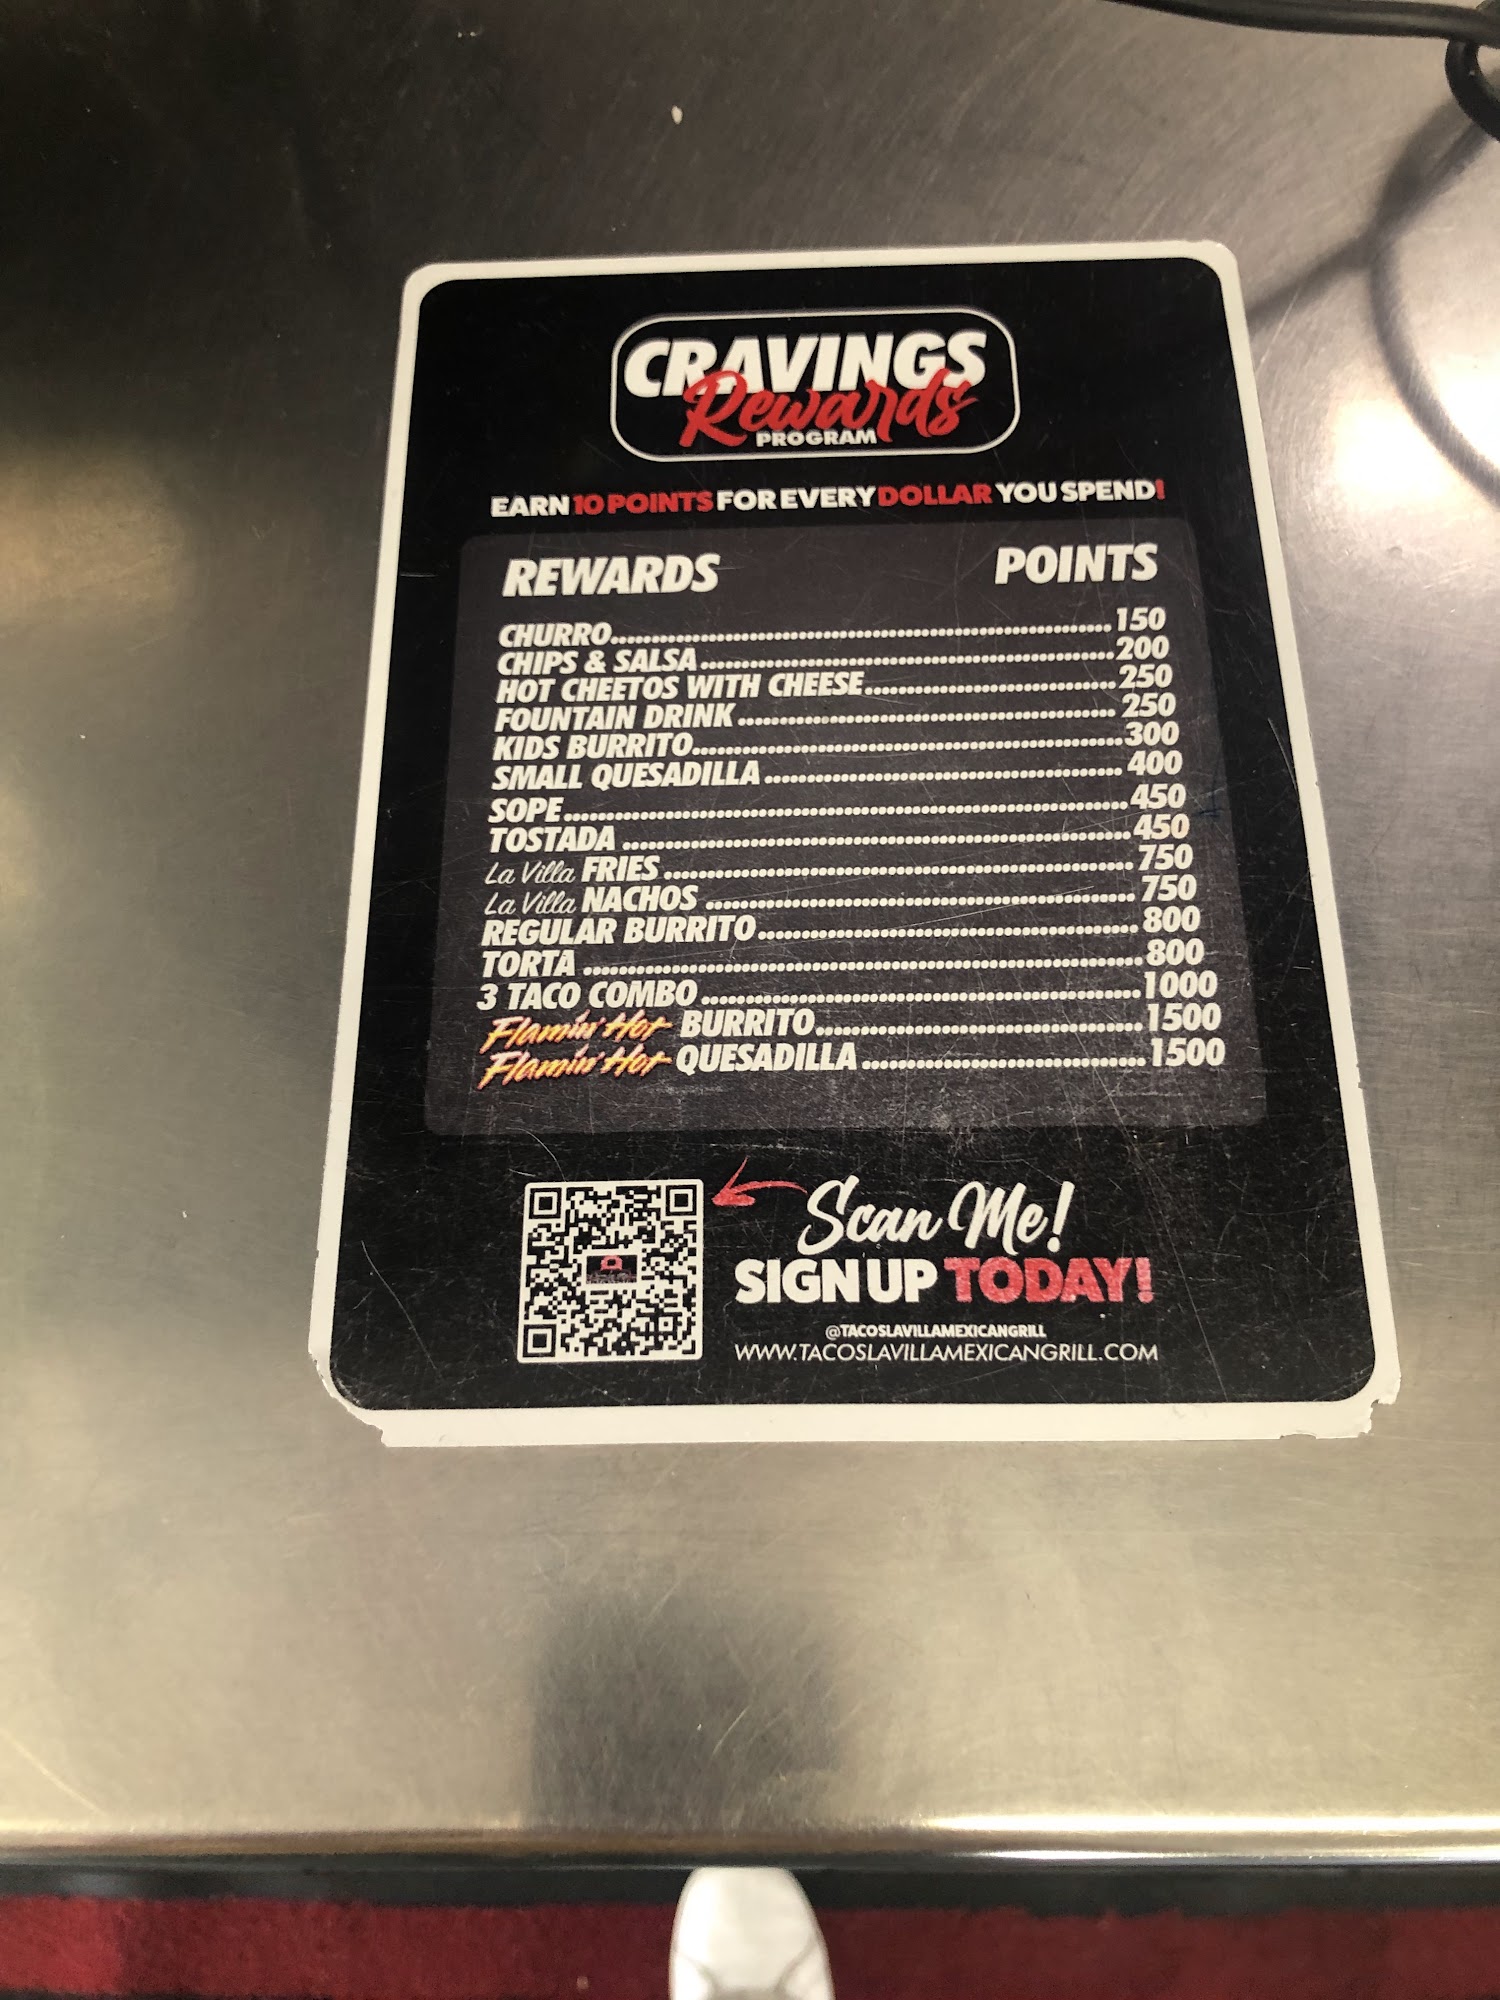 CRAVINGS
Rewards
PROGRAM
EARN 10 POINTS FOR EVERY DOLLAR YOU SPEND!
REWARDS POINTS
CHURRO.....150
CHIPS & SALSA.....200
HOT CHEETOS WITH CHEESE.....250
FOUNTAIN DRINK.....250
KIDS BURRITO.....300
SMALL QUESADILLA.....400
SOPE.....450
TOSTADA.....450
La Villa FRIES.....750
La Villa NACHOS.....750
REGULAR BURRITO.....800
TORTA.....800
3 TACO COMBO.....1000
Flamin' Hot BURRITO.....1500
Flamin' Hot QUESADILLA.....1500
Scan Me!
SIGN UP TODAY!
@TACOSLAVILLAMEXICANGRILL
WWW.TACOSLAVILLAMEXICANGRILL.COM